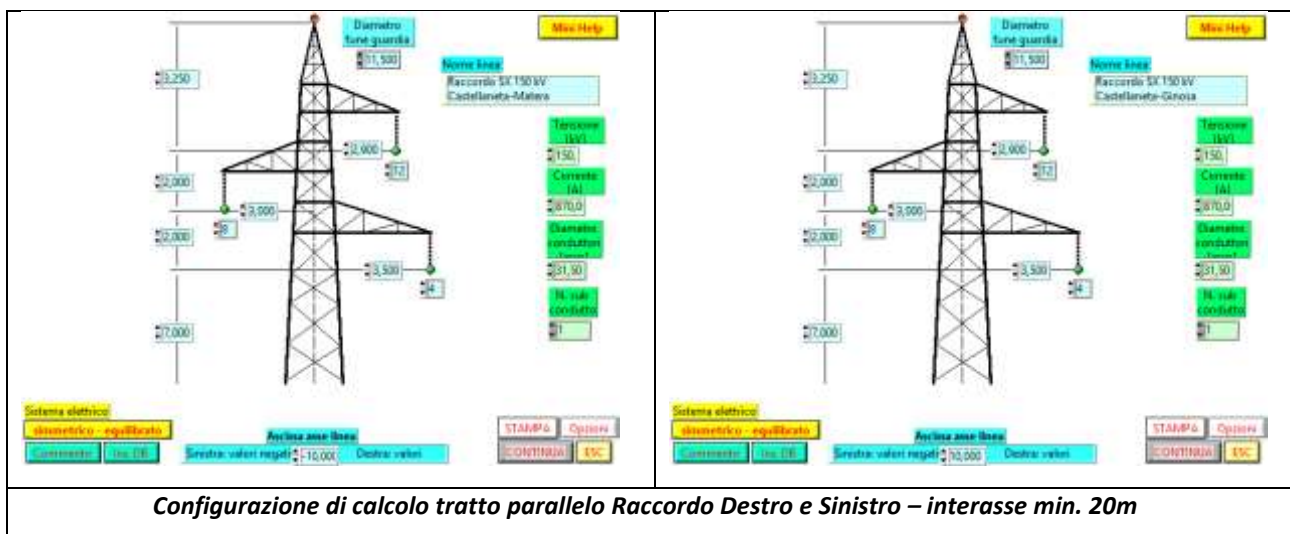 Diametro
fune guardia
11,500
Mini Help
Nome linea
Raccordo SX 150 kV
Castellaneta-Matera
3,250
Tensione
(kV)
150,
2,900
12
2,000
Corrente
(A)
870,0
3,000
8
2,000
Diametro
conduttori
31,50
3,500
4
N. sub
condutto
1
7,000
Sistema elettrico
simmetrico - equilibrato
Commento
Ins. DB
Ascissa asse linea
Sinistra: valori negati
-10,000
Destra: valori
STAMPA
Opzioni
CONTINUA
ESC
Diametro
fune guardia
11,500
Mini Help
Nome linea
Raccordo SX 150 kV
Castellaneta-Ginosa
3,250
Tensione
(kV)
150,
2,900
12
2,000
Corrente
(A)
870,0
3,000
8
2,000
Diametro
conduttori
31,50
3,500
4
N. sub
condutto
1
7,000
Sistema elettrico
simmetrico - equilibrato
Commento
Ins. DB
Ascissa asse linea
Sinistra: valori negati
10,000
Destra: valori
STAMPA
Opzioni
CONTINUA
ESC
Configurazione di calcolo tratto parallelo Raccordo Destro e Sinistro – interasse min. 20m